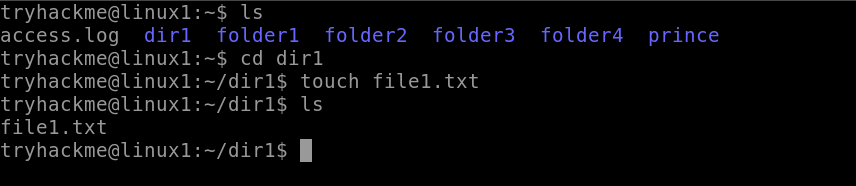 tryhackme@linux1:~$ ls
access.log  dir1  folder1  folder2  folder3  folder4  prince
tryhackme@linux1:~$ cd dir1
tryhackme@linux1:~/dir1$ touch file1.txt
tryhackme@linux1:~/dir1$ ls
file1.txt
tryhackme@linux1:~/dir1$